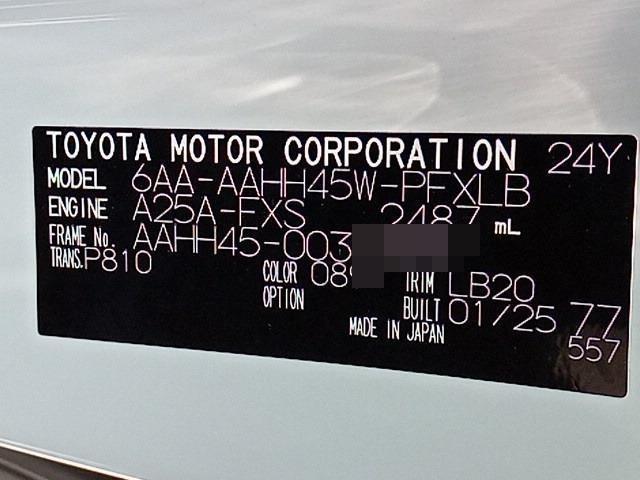 TOYOTA MOTOR CORPORATION 24Y
MODEL 6AA-AAHH45W-PFXLB
ENGINE A25A-FXS 2487 mL
FRAME No. AAHH45-003
TRANS. P810 COLOR 08 TRIM LB20
OPTION BUILT 01/25 77
MADE IN JAPAN 557